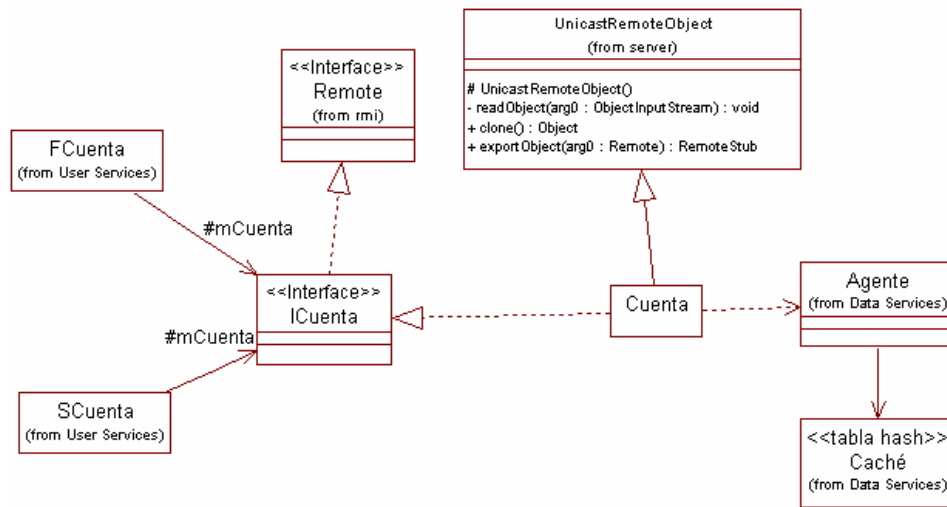 UnicastRemoteObject
(from server)
# UnicastRemoteObject()
- readObject(arg0 : ObjectInputStream) : void
+ clone() : Object
+ exportObject(arg0 : Remote) : RemoteStub
<<Interface>>
Remote
(from rmi)
FCuenta
(from User Services)
#mCuenta
<<Interface>>
ICuenta
Cuenta
Agente
(from Data Services)
#mCuenta
SCuenta
(from User Services)
<<tabla hash>>
Caché
(from Data Services)